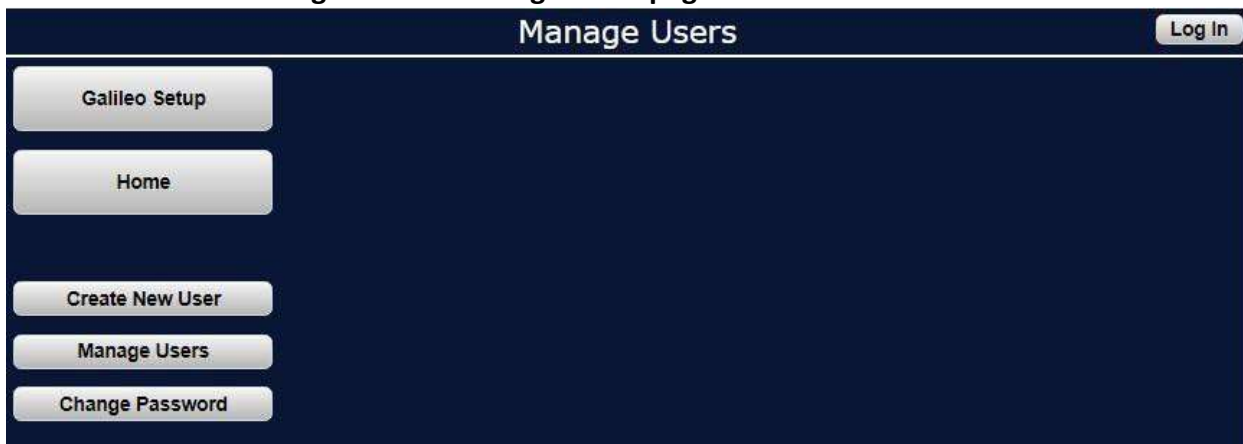 Manage Users
Log In
Galileo Setup
Home
Create New User
Manage Users
Change Password